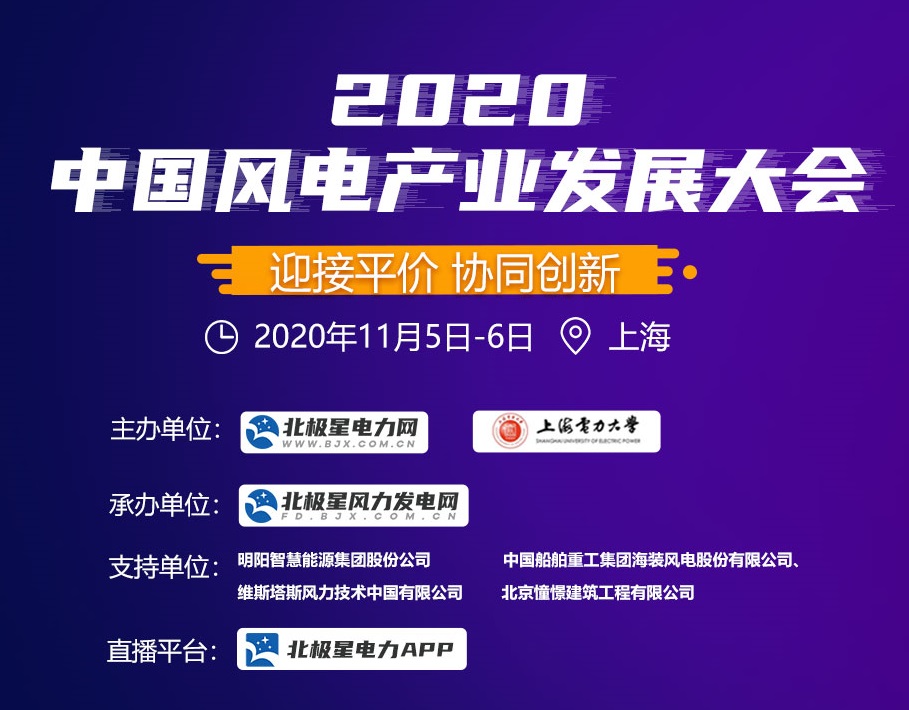 2020
中国风电产业发展大会
迎接平价 协同创新
2020年11月5日-6日 上海
主办单位： 北极星电力网 上海电力大学
WWW.BJX.COM.CN SHANGHAI UNIVERSITY OF ELECTRIC POWER
承办单位： 北极星风力发电网
FD.BJX.COM.CN
支持单位： 明阳智慧能源集团股份公司 中国船舶重工集团海装风电股份有限公司、
维斯塔斯风力技术中国有限公司 北京憧憬建筑工程有限公司
直播平台： 北极星电力APP